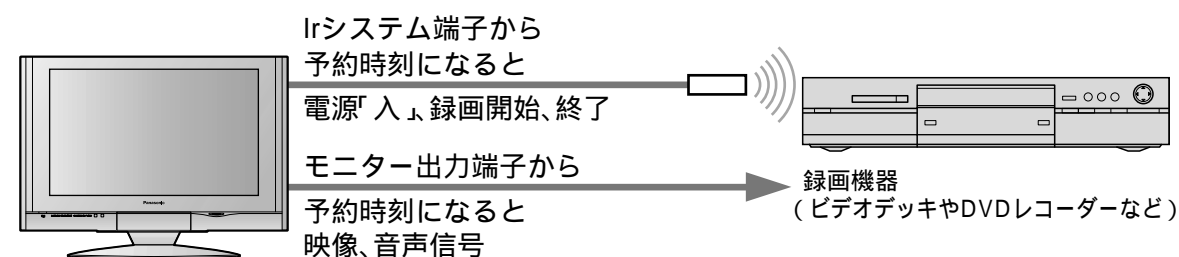 Irシステム端子から
予約時刻になると
電源「入」、録画開始、終了
モニター出力端子から
予約時刻になると
映像、音声信号
録画機器
(ビデオデッキやDVDレコーダーなど)
Panasonic